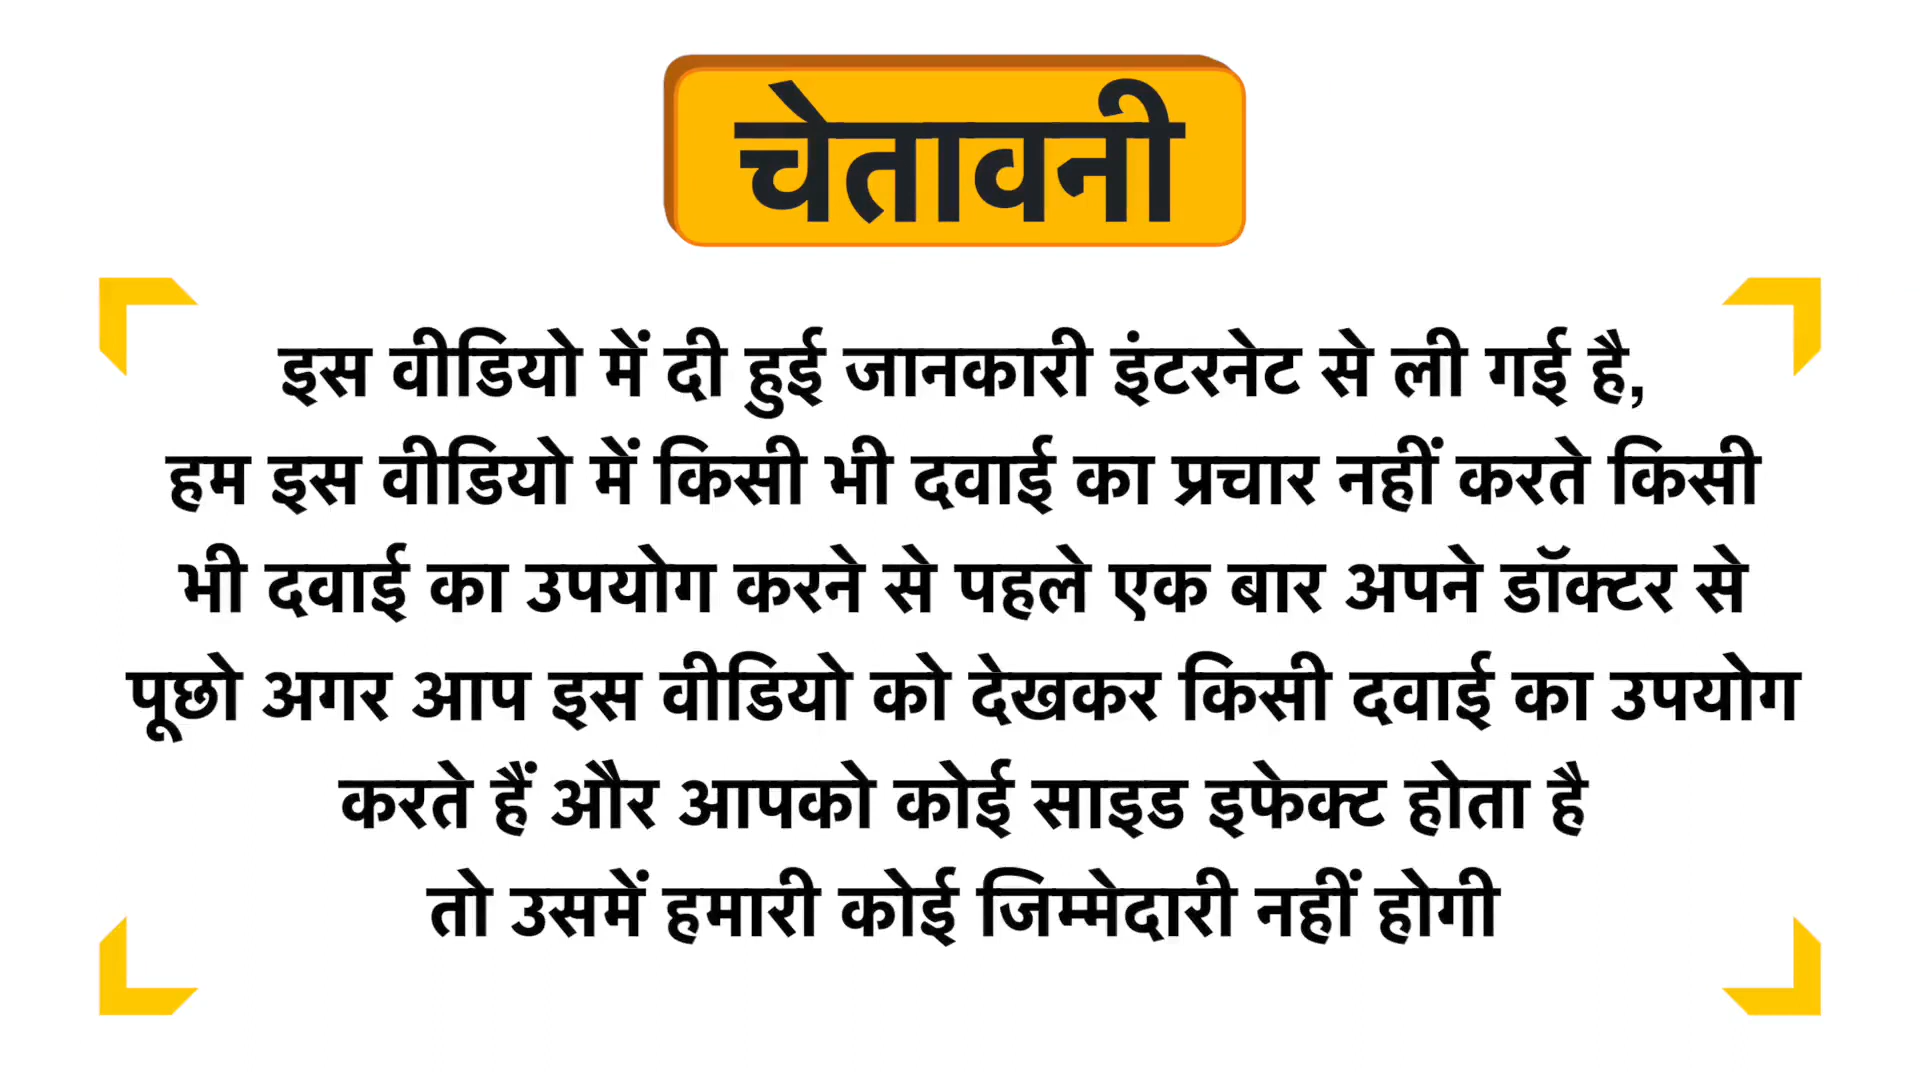 चेतावनी
इस वीडियो में दी हुई जानकारी इंटरनेट से ली गई है,
हम इस वीडियो में किसी भी दवाई का प्रचार नहीं करते किसी
भी दवाई का उपयोग करने से पहले एक बार अपने डॉक्टर से
पूछो अगर आप इस वीडियो को देखकर किसी दवाई का उपयोग
करते हैं और आपको कोई साइड इफेक्ट होता है
तो उसमें हमारी कोई जिम्मेदारी नहीं होगी